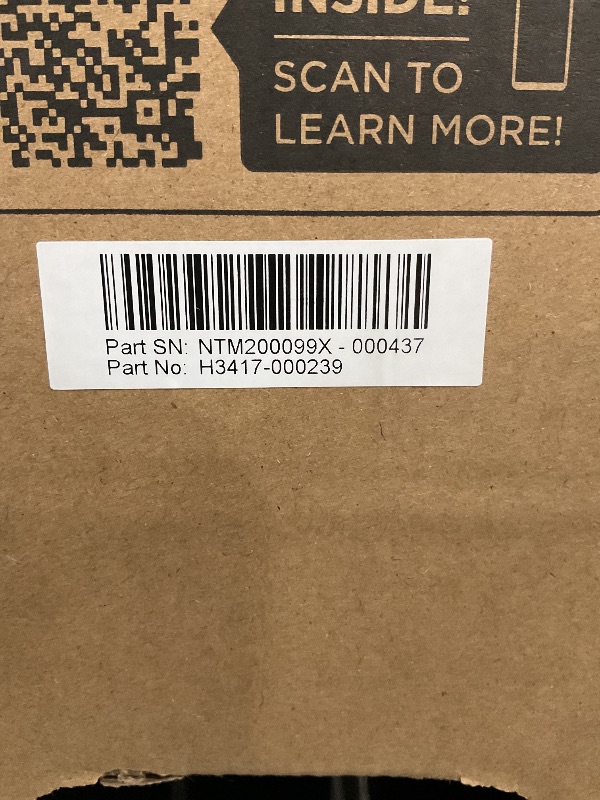 INSIDE!
SCAN TO
LEARN MORE!
Part SN: NTM200099X - 000437
Part No: H3417-000239